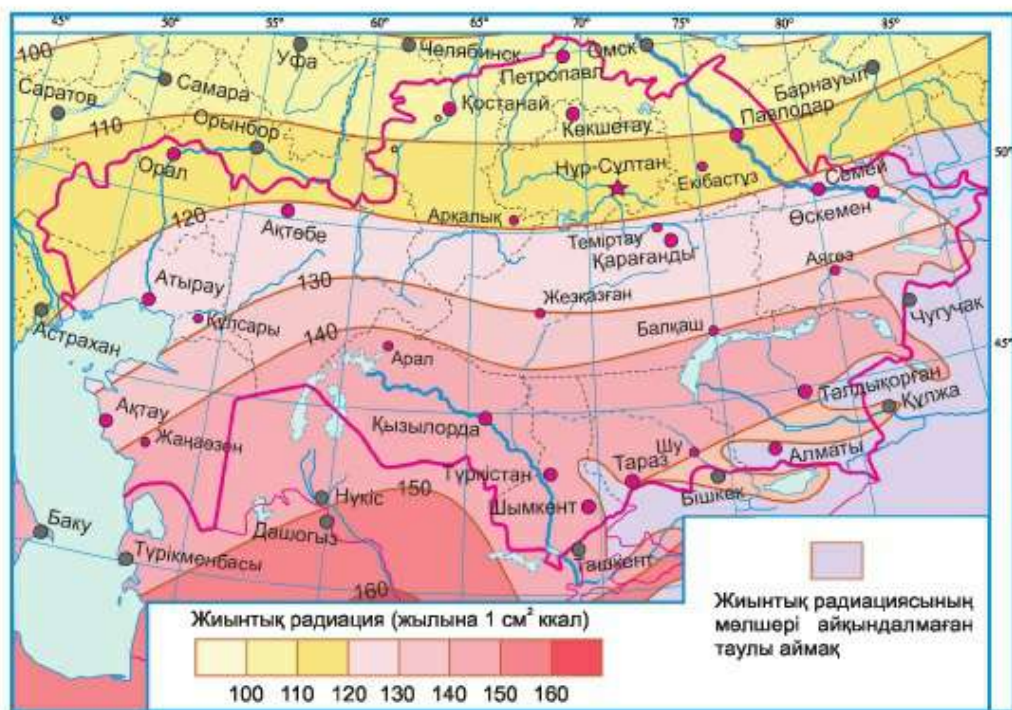 45° 50° 55° 60° 65° 70° 75° 80° 85°
100
Уфа
Челябинск
Омск
Петропавл
Самара
Саратов
Қостанай
Көкшетау
Барнауыл
Павлодар
110
Орынбор
Орал
Нұр-Сұлтан
Екібастұз
Семей
50°
120
Ақтөбе
Арқалық
Теміртау
Қарағанды
Өскемен
Атырау
130
Жезқазған
Аягөз
Астрахан
Құлсары
140
Арал
Балқаш
Чугучак
45°
Ақтау
Жаңаөзен
Қызылорда
Талдықорған
Құлжа
Шу
Алматы
Түркістан
Тараз
Нүкіс
150
Шымкент
Бішкек
Баку
Дашоғыз
Түрікменбасы
Ташкент
160
Жиынтық радиация (жылына 1 см² ккал)
100 110 120 130 140 150 160
Жиынтық радиациясының
мөлшері айқындалмаған
таулы аймақ